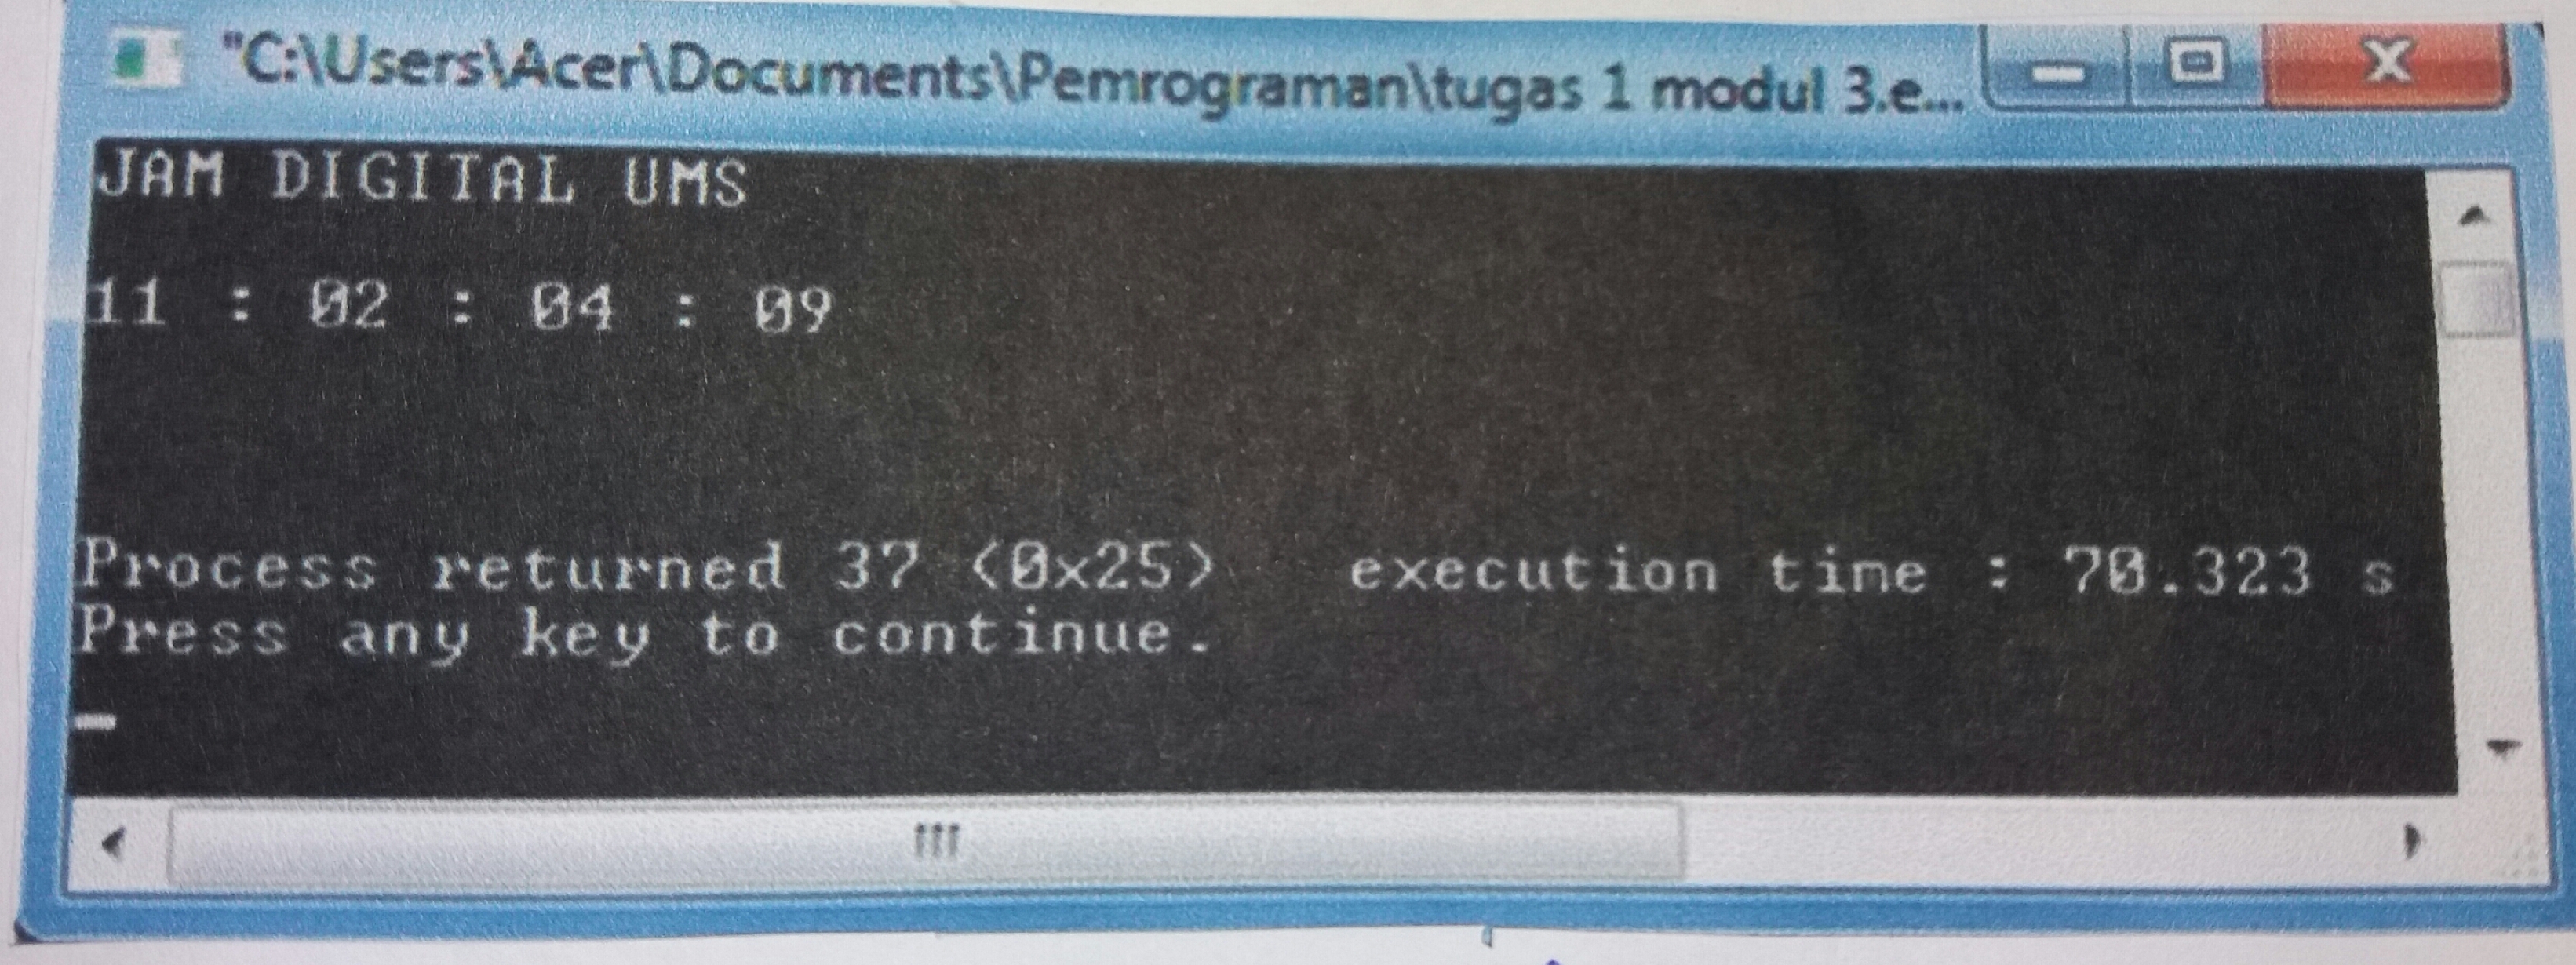 "C:\Users\Acer\Documents\Pemrograman\tugas 1 modul 3.e...
JAM DIGITAL UMS
11 : 02 : 04 : 09
Process returned 37 (0x25)   execution time : 70.323 s
Press any key to continue.